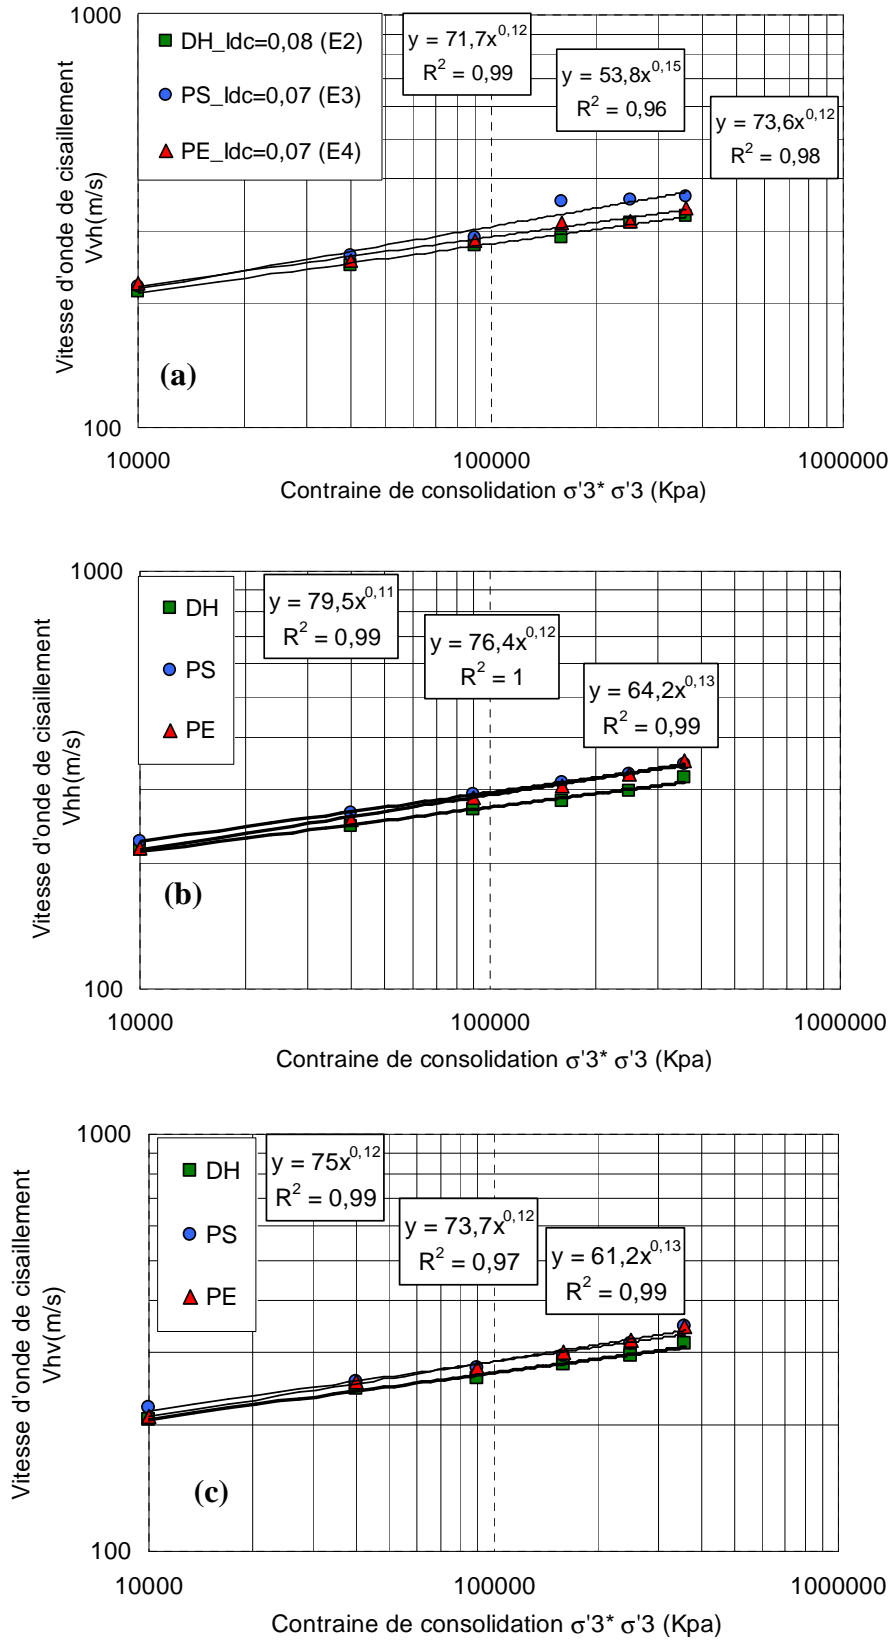 1000
DH_Idc=0,08 (E2)
PS_Idc=0,07 (E3)
PE_Idc=0,07 (E4)
y = 71,7x^0,12
R² = 0,99
y = 53,8x^0,15
R² = 0,96
y = 73,6x^0,12
R² = 0,98
Vitesse d'onde de cisaillement
Vvh(m/s)
(a)
100
10000
100000
1000000
Contraine de consolidation σ'3* σ'3 (Kpa)
1000
DH
PS
PE
y = 79,5x^0,11
R² = 0,99
y = 76,4x^0,12
R² = 1
y = 64,2x^0,13
R² = 0,99
Vitesse d'onde de cisaillement
Vhh(m/s)
(b)
100
10000
100000
1000000
Contraine de consolidation σ'3* σ'3 (Kpa)
1000
DH
PS
PE
y = 75x^0,12
R² = 0,99
y = 73,7x^0,12
R² = 0,97
y = 61,2x^0,13
R² = 0,99
Vitesse d'onde de cisaillement
Vhv(m/s)
(c)
100
10000
100000
1000000
Contraine de consolidation σ'3* σ'3 (Kpa)